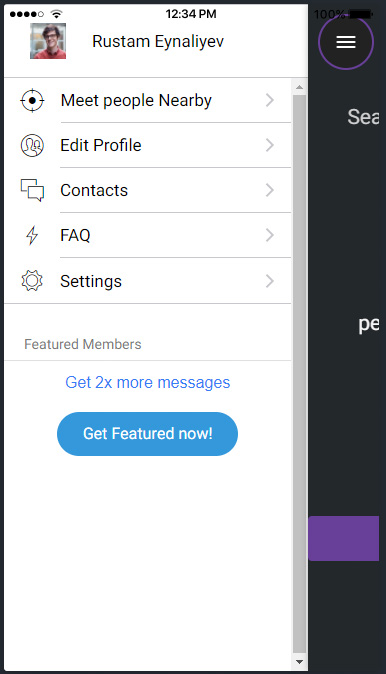 12:34 PM
100%
Rustam Eynaliyev
Meet people Nearby
Edit Profile
Contacts
FAQ
Settings
Featured Members
Get 2x more messages
Get Featured now!
Sea
pe